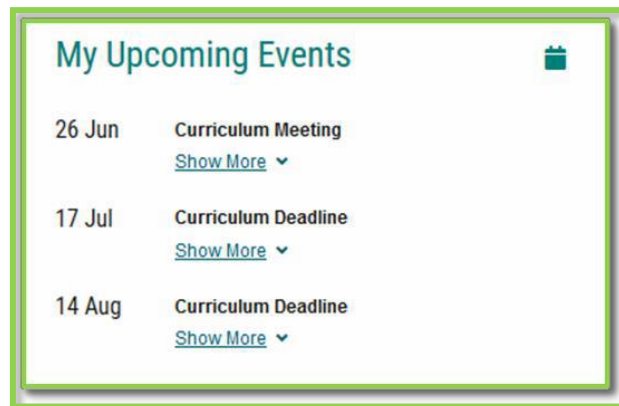 My Upcoming Events
26 Jun Curriculum Meeting
Show More
17 Jul Curriculum Deadline
Show More
14 Aug Curriculum Deadline
Show More